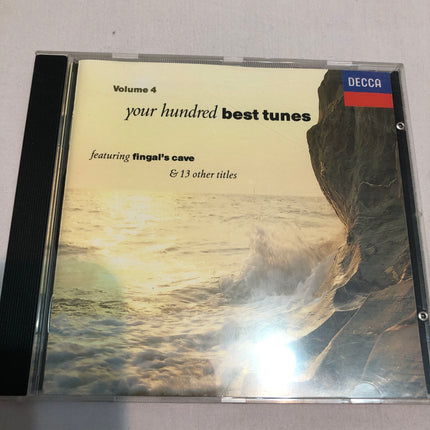 DECCA
Volume 4
your hundred best tunes
featuring fingal's cave
& 13 other titles